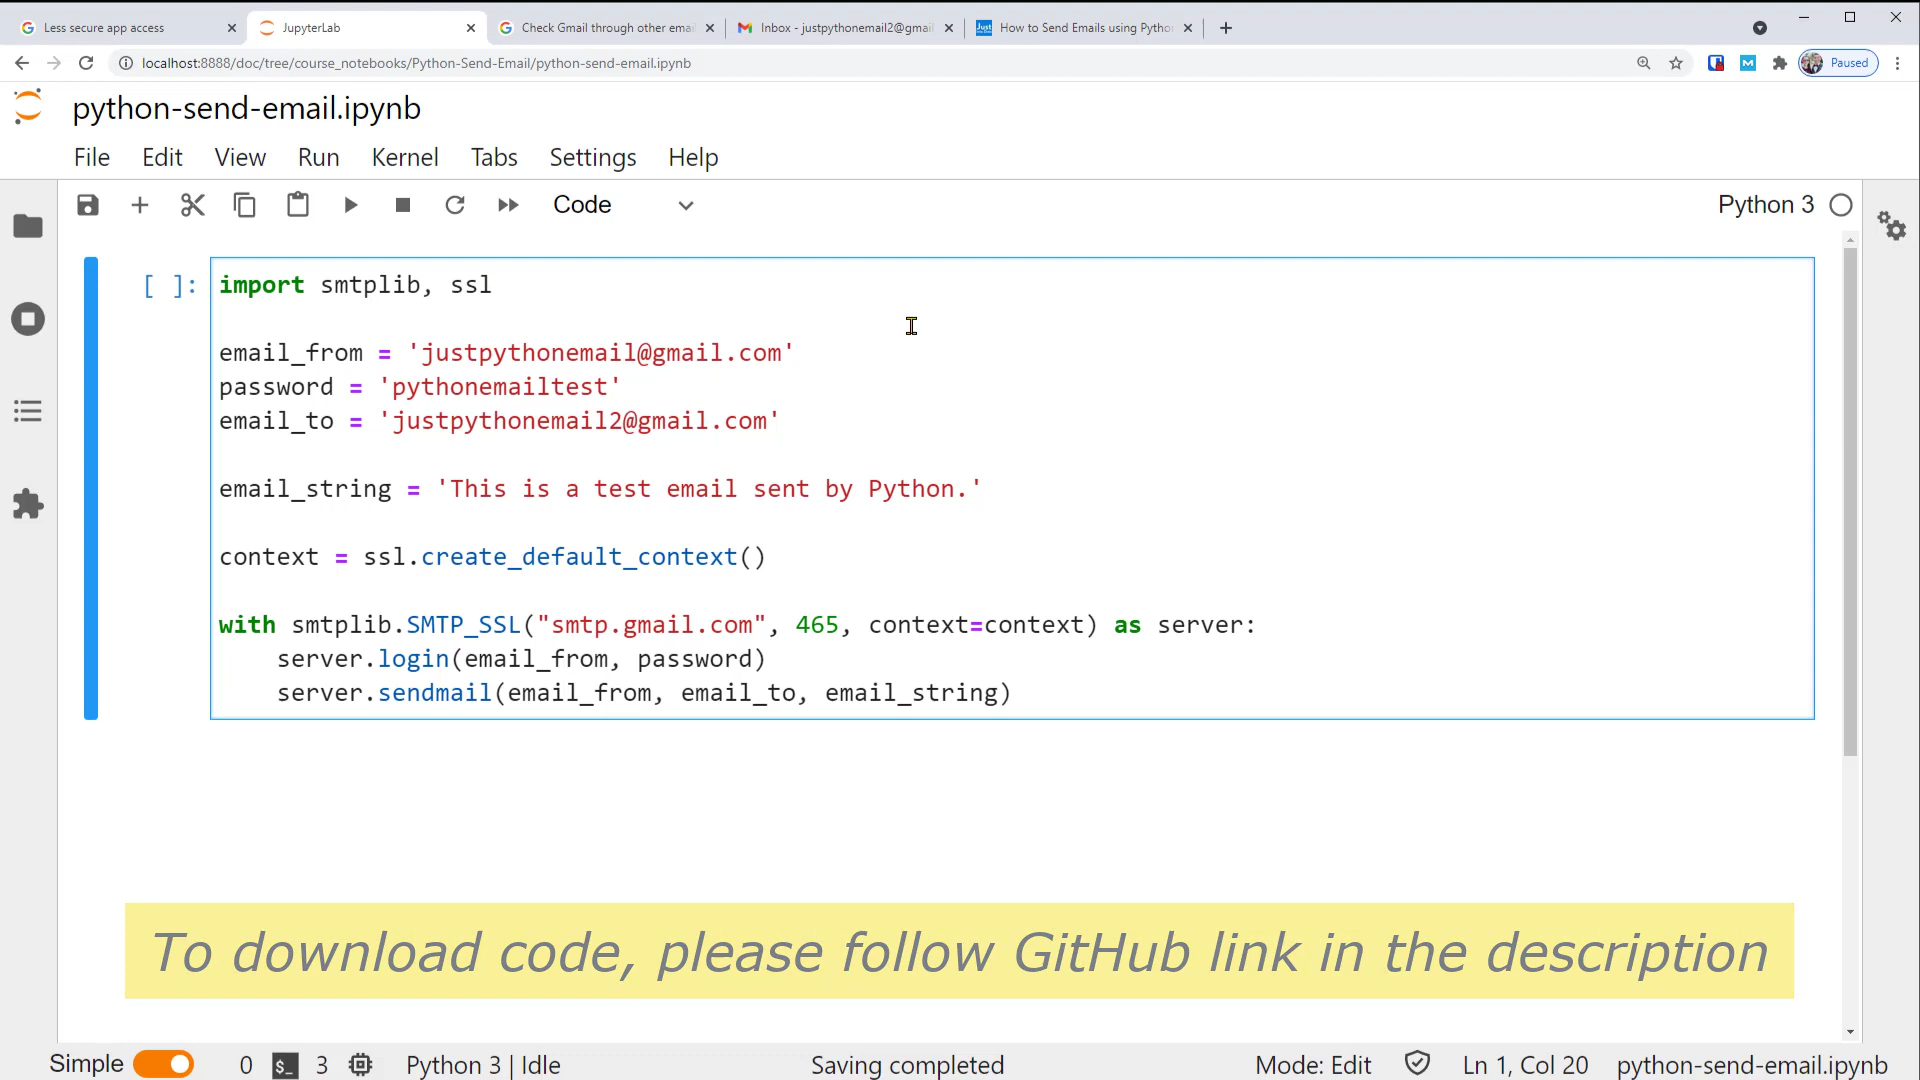 Less secure app access
JupyterLab
Check Gmail through other emai
Inbox - justpythonemail2@gmail
How to Send Emails using Pytho
localhost:8888/doc/tree/course_notebooks/Python-Send-Email/python-send-email.ipynb
Paused
python-send-email.ipynb
File Edit View Run Kernel Tabs Settings Help
Code
Python 3
[ ]:
import smtplib, ssl
email_from = 'justpythonemail@gmail.com'
password = 'pythonemailtest'
email_to = 'justpythonemail2@gmail.com'
email_string = 'This is a test email sent by Python.'
context = ssl.create_default_context()
with smtplib.SMTP_SSL("smtp.gmail.com", 465, context=context) as server:
    server.login(email_from, password)
    server.sendmail(email_from, email_to, email_string)
To download code, please follow GitHub link in the description
Simple 0 $_ 3 Python 3 | Idle Saving completed Mode: Edit Ln 1, Col 20 python-send-email.ipynb